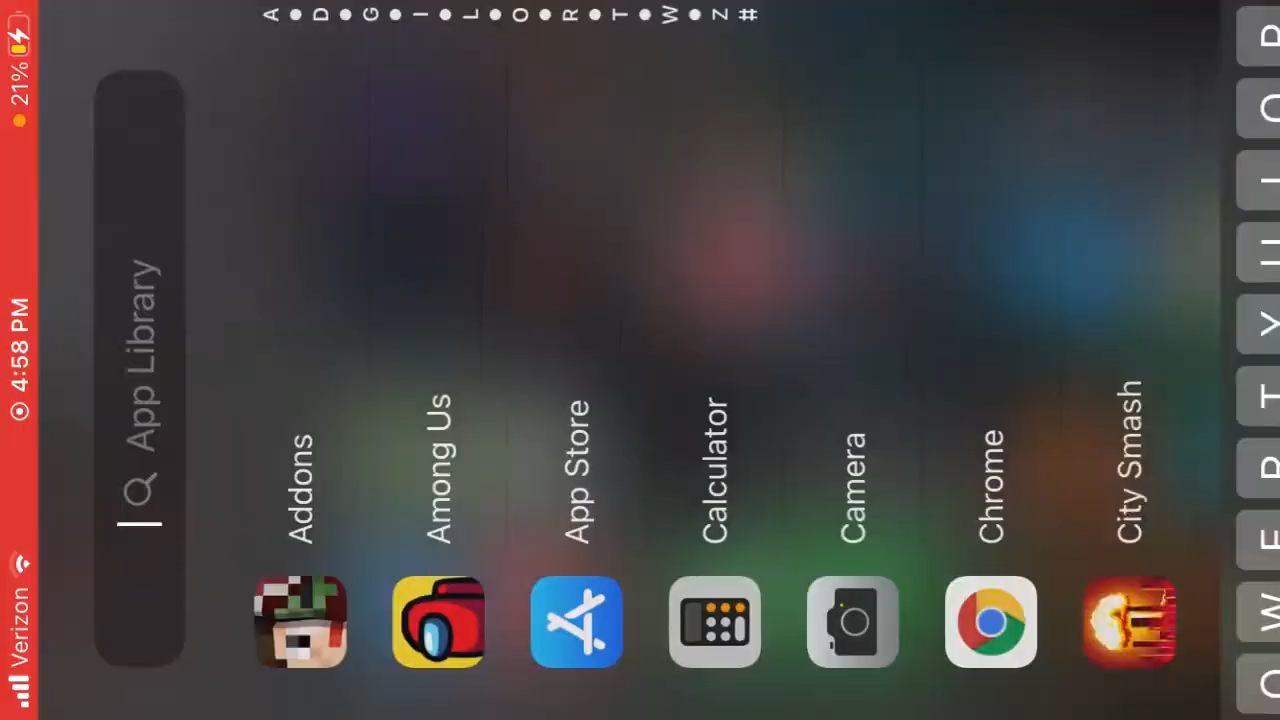 Verizon 4:58 PM 21%
App Library
Addons
Among Us
App Store
Calculator
Camera
Chrome
City Smash
A
D
G
I
L
O
R
T
W
Z
#
Q W E R T Y U I O P